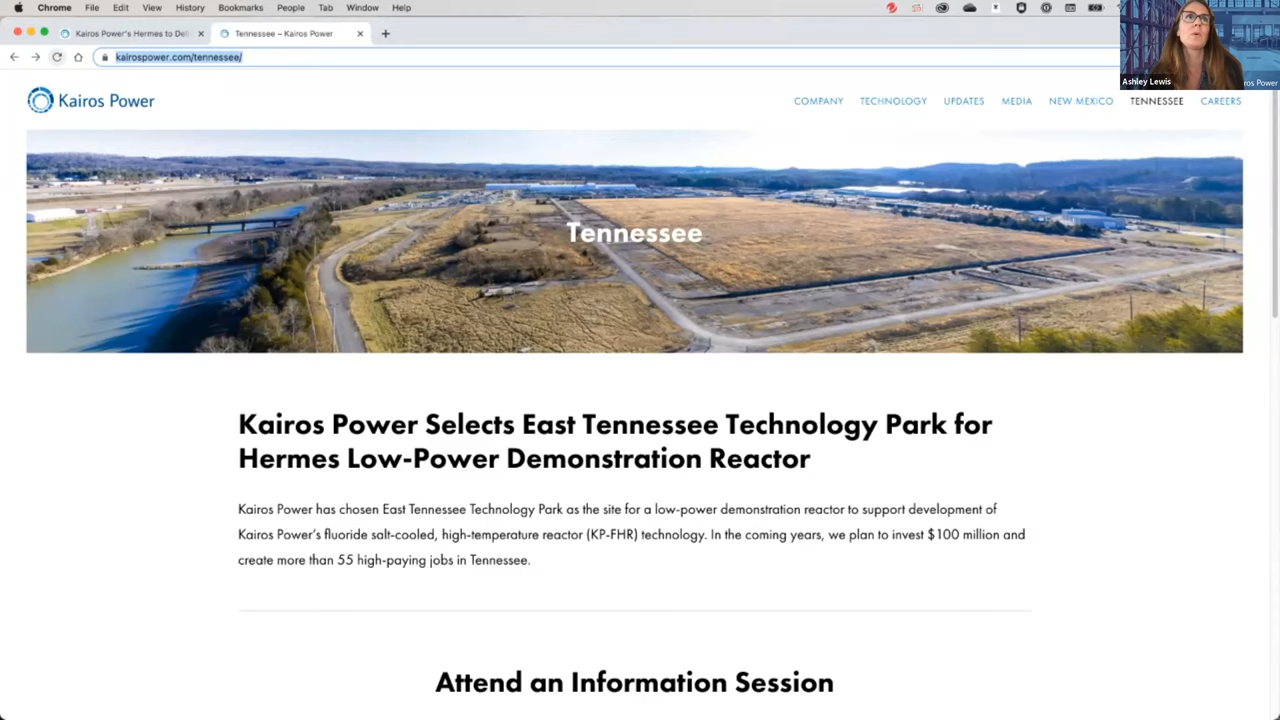 Chrome File Edit View History Bookmarks People Tab Window Help
Kairos Power's Hermes to Deli
Tennessee – Kairos Power
kairospower.com/tennessee/
Ashley Lewis
ros Power
Kairos Power
COMPANY TECHNOLOGY UPDATES MEDIA NEW MEXICO TENNESSEE CAREERS
Tennessee
Kairos Power Selects East Tennessee Technology Park for
Hermes Low-Power Demonstration Reactor
Kairos Power has chosen East Tennessee Technology Park as the site for a low-power demonstration reactor to support development of
Kairos Power's fluoride salt-cooled, high-temperature reactor (KP-FHR) technology. In the coming years, we plan to invest $100 million and
create more than 55 high-paying jobs in Tennessee.
Attend an Information Session